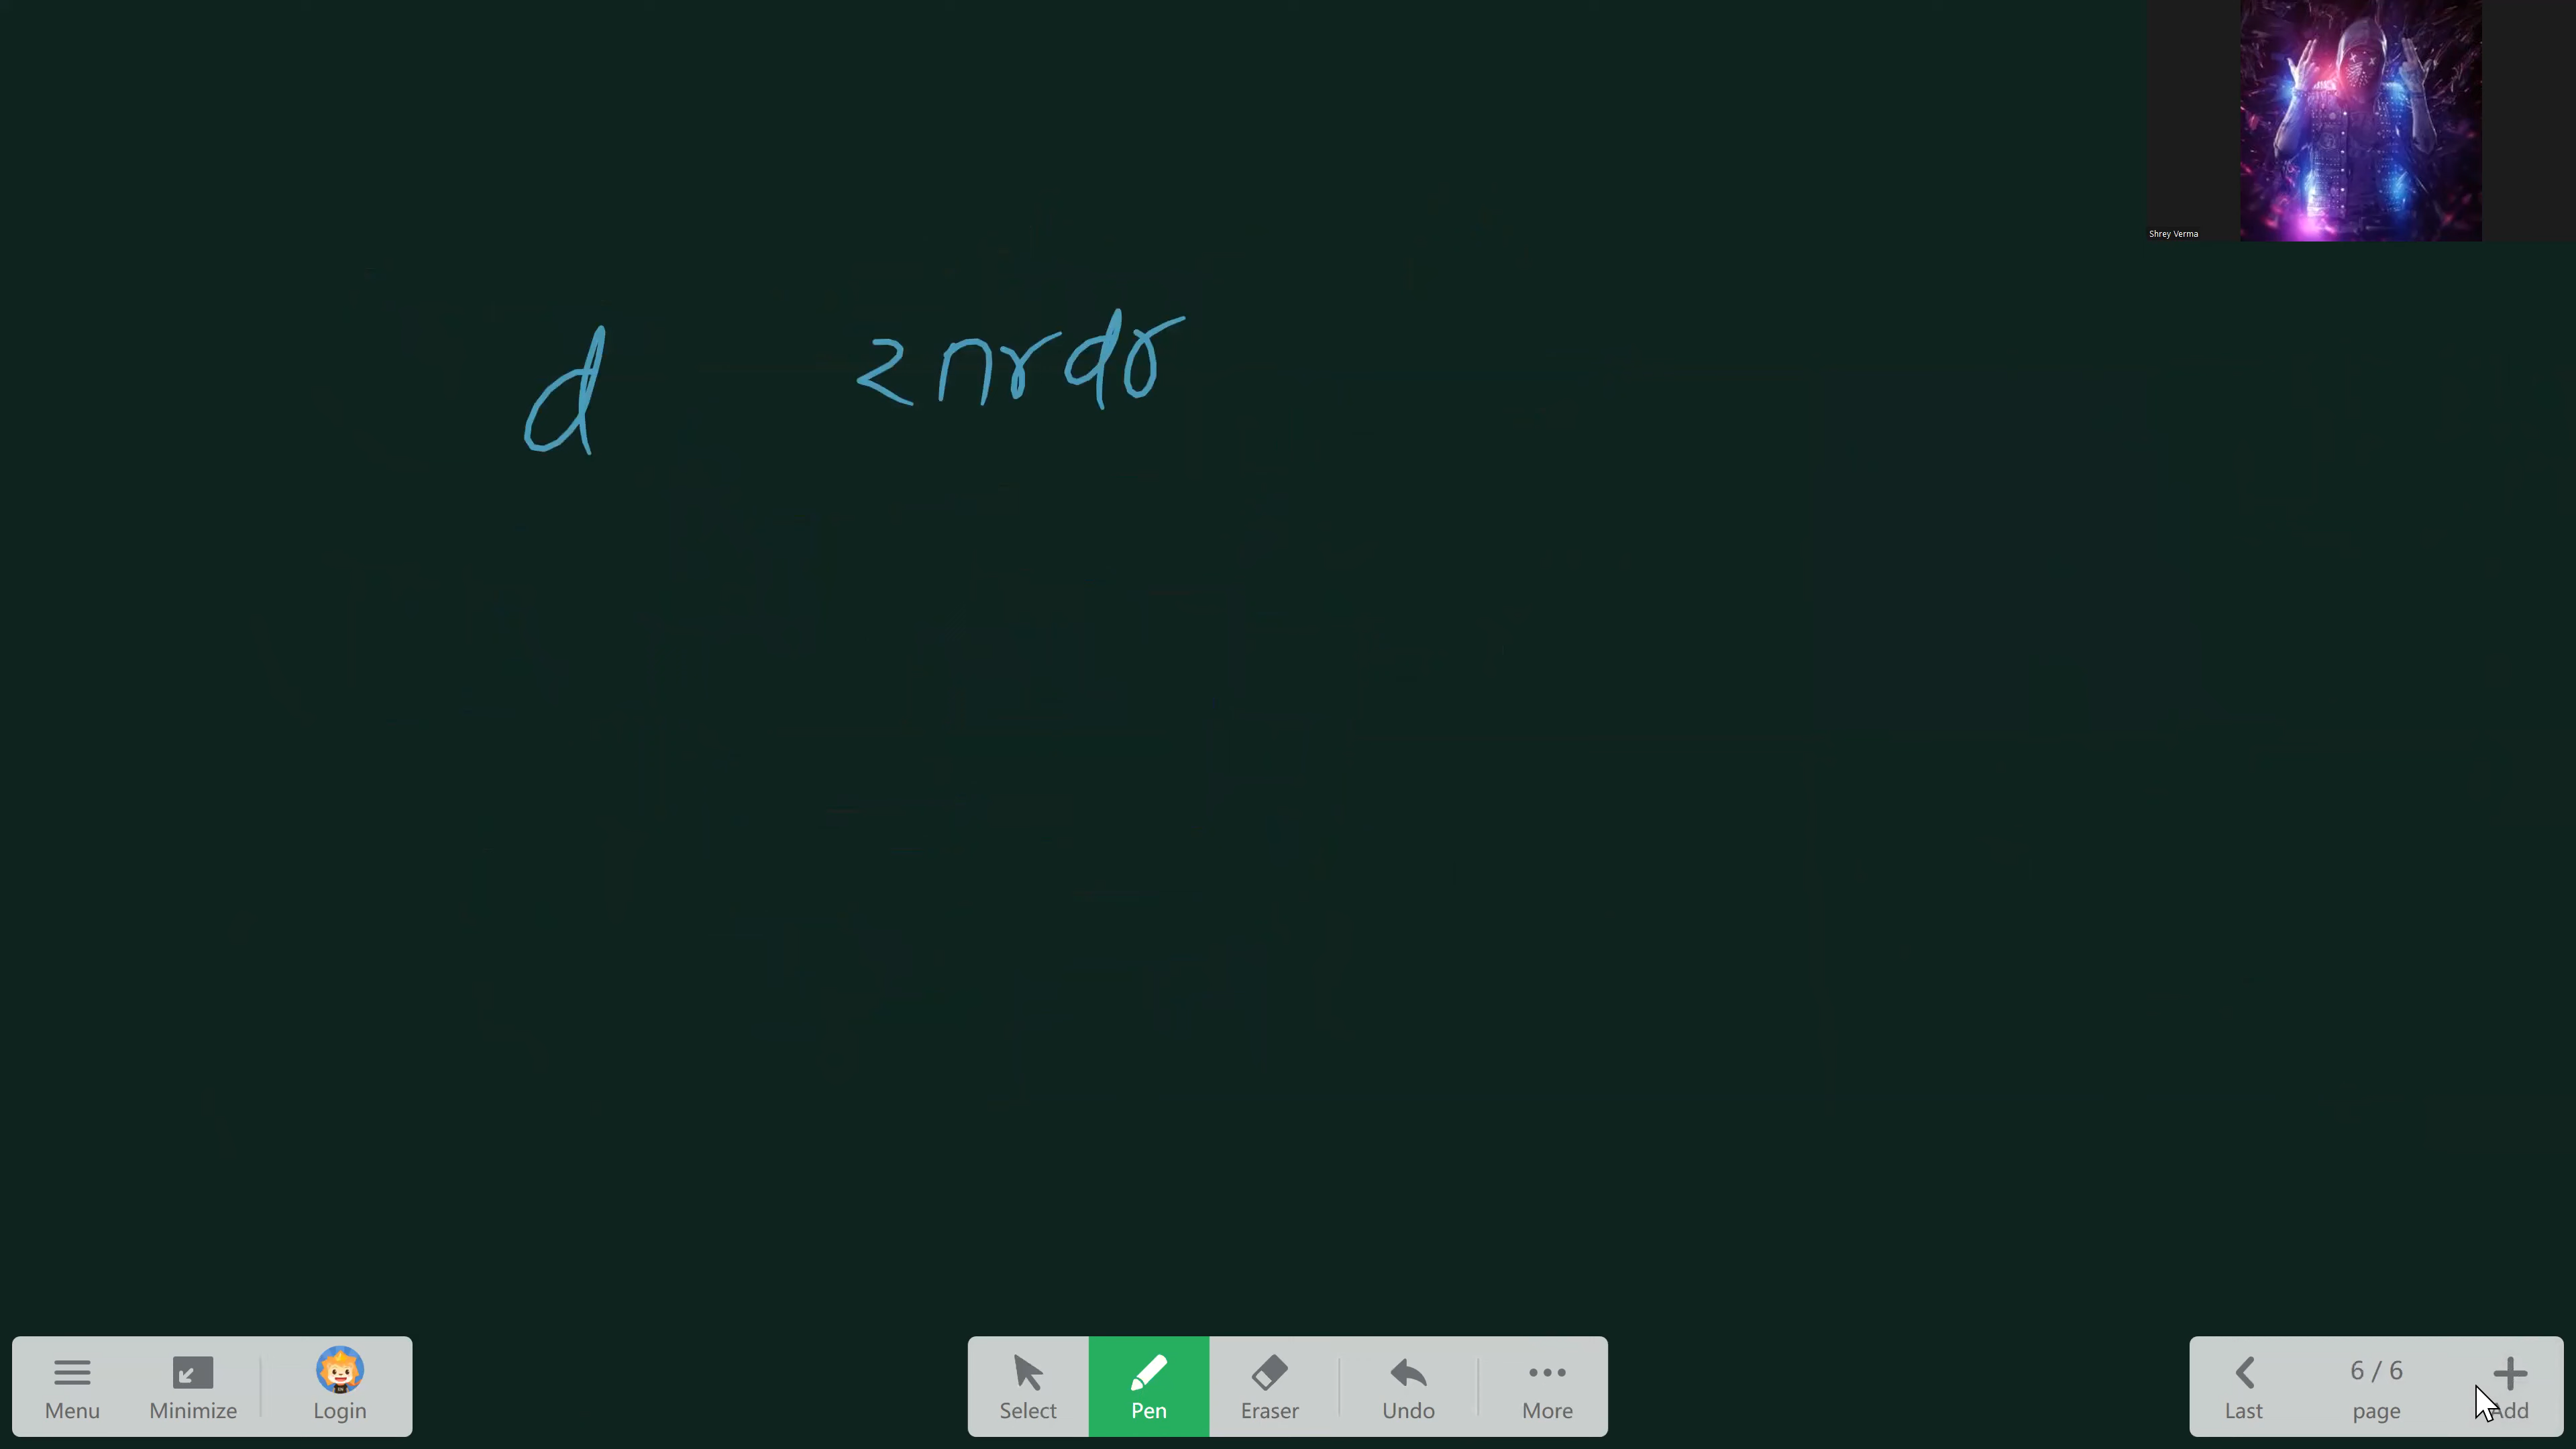 Shrey Verma
d 2πrdr
Menu Minimize Login Select Pen Eraser Undo More Last 6 / 6 page Add